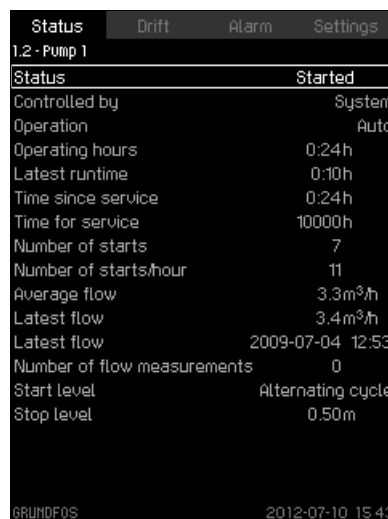 Status Drift Alarm Settings
1.2 - Pump 1
Status Started
Controlled by System
Operation Auto
Operating hours 0:24h
Latest runtime 0:10h
Time since service 0:24h
Time for service 10000h
Number of starts 7
Number of starts/hour 11
Average flow 3.3m³/h
Latest flow 3.4m³/h
Latest flow 2009-07-04 12:53
Number of flow measurements 0
Start level Alternating cycle
Stop level 0.50m
GRUNDFOS 2012-07-10 15:43